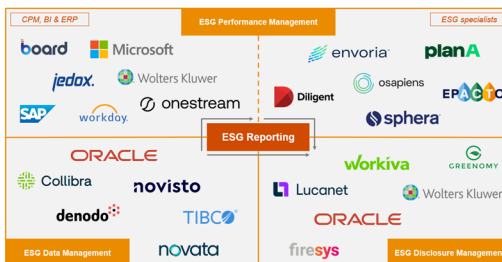 CPM, BI & ERP
ESG Performance Management
ESG specialists
board
Microsoft
jedox.
Wolters Kluwer
SAP
workday.
onestream
envoria
planA
osapiens
Diligent
EPACTO
sphera
ESG Reporting
ORACLE
Collibra
novisto
denodo
TIBCO
novata
ESG Data Management
workiva
GREENOMY
Lucanet
Wolters Kluwer
ORACLE
firesys
ESG Disclosure Management